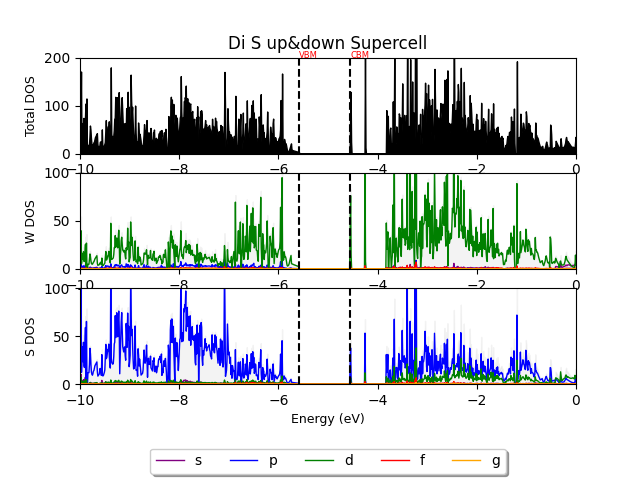 Di S up&down Supercell
VBM CBM
Total DOS
200
100
0
−10 −8 −6 −4 −2 0
W DOS
100
50
0
−10 −8 −6 −4 −2 0
S DOS
100
50
0
−10 −8 −6 −4 −2 0
Energy (eV)
s p d f g